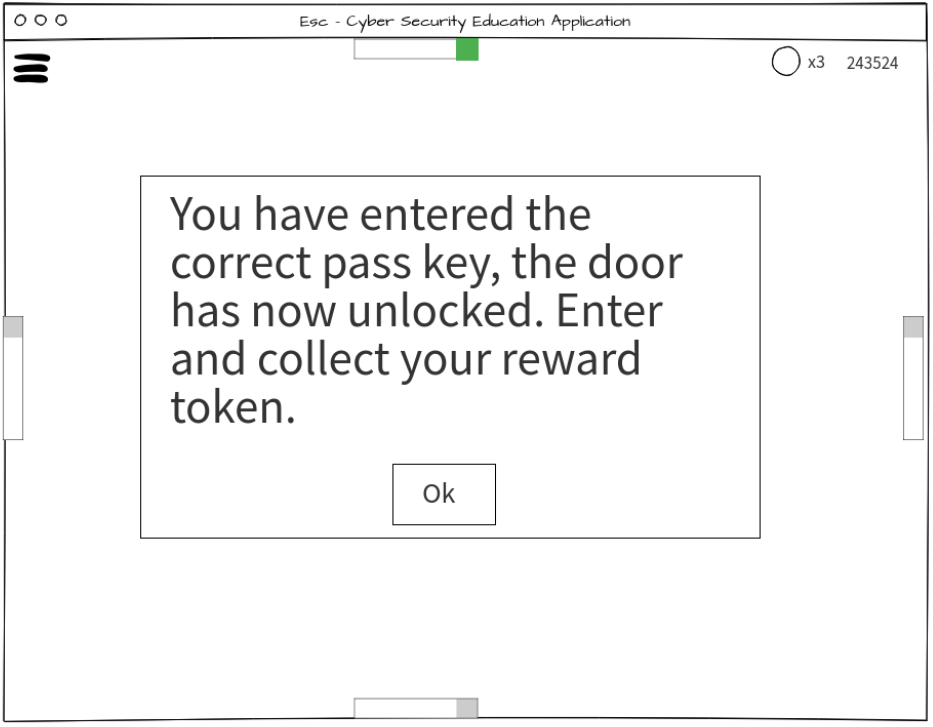 Esc - Cyber Security Education Application
x3 243524
You have entered the
correct pass key, the door
has now unlocked. Enter
and collect your reward
token.
Ok